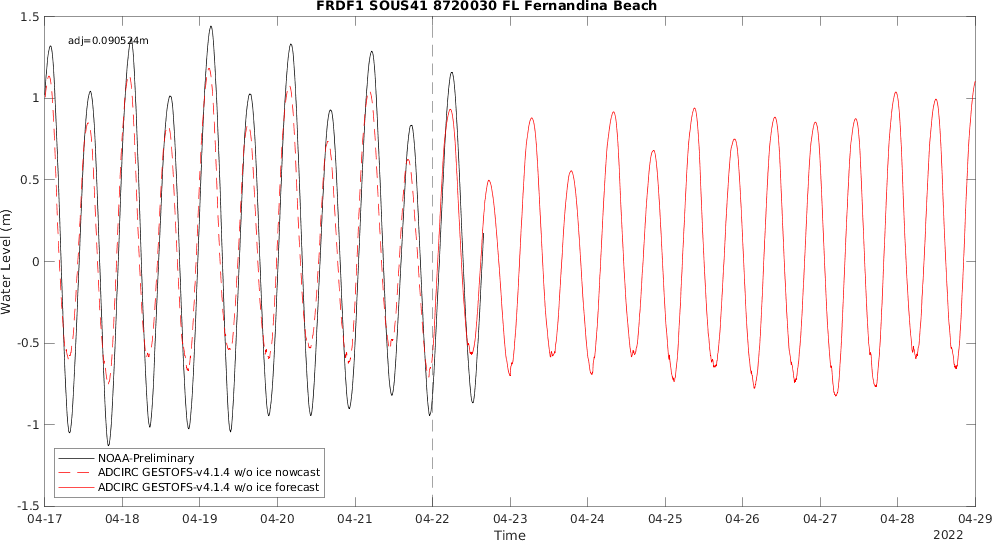 FRDF1 SOUS41 8720030 FL Fernandina Beach
adj=0.090524m
1.5
1
0.5
0
-0.5
-1
-1.5
Water Level (m)
NOAA-Preliminary
ADCIRC GESTOFS-v4.1.4 w/o ice nowcast
ADCIRC GESTOFS-v4.1.4 w/o ice forecast
04-17 04-18 04-19 04-20 04-21 04-22 04-23 04-24 04-25 04-26 04-27 04-28 04-29
Time
2022